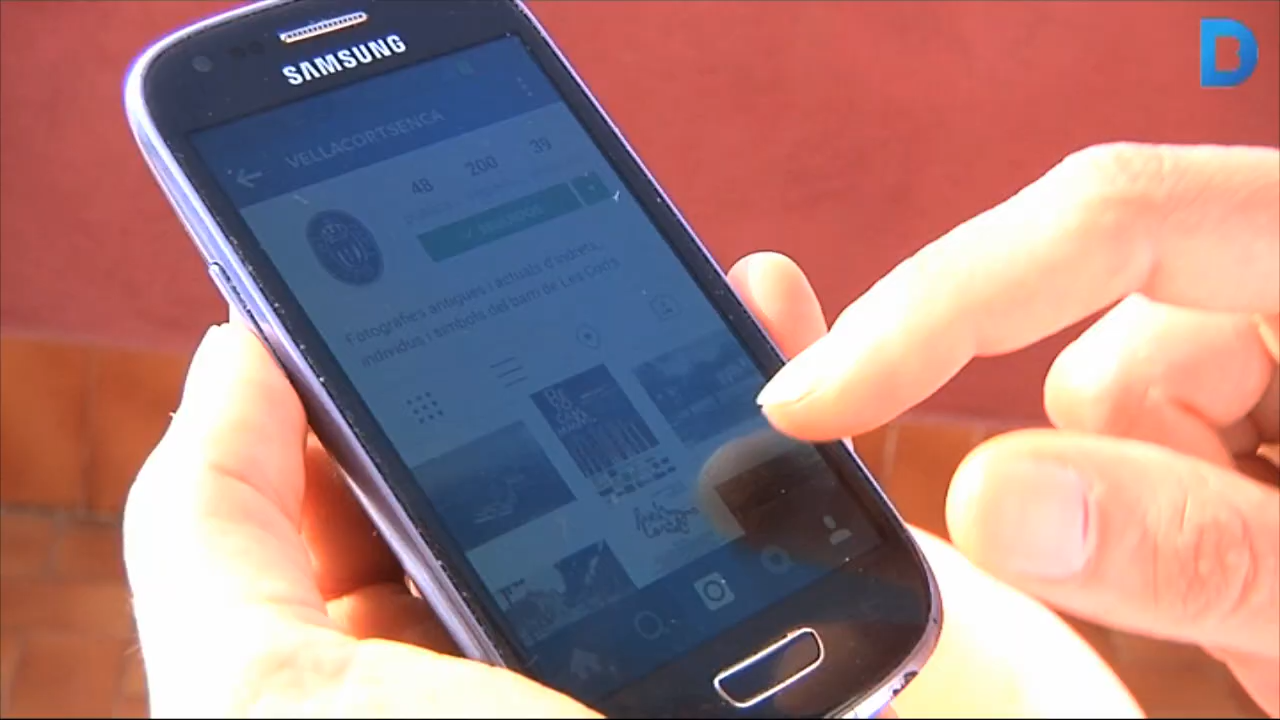 SAMSUNG
VELLACORTSENCA
48 200 39
Fotografies antigues i actuals d'indrets,
individus i símbols del barri de Les Corts